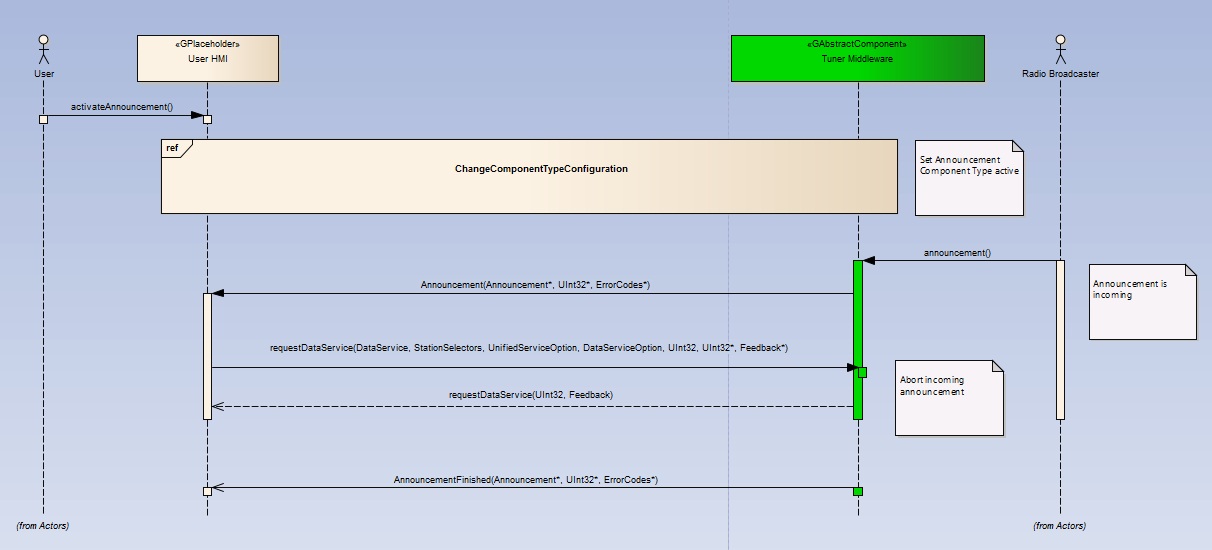 «GPlaceholder»
User HMI
«GAbstractComponent»
Tuner Middleware
User
Radio Broadcaster
activateAnnouncement()
ref
ChangeComponentTypeConfiguration
Set Announcement
Component Type active
announcement()
Announcement(Announcement*, UInt32*, ErrorCodes*)
Announcement is
incoming
requestDataService(DataService, StationSelectors, UnifiedServiceOption, DataServiceOption, UInt32, UInt32*, Feedback*)
Abort incoming
announcement
requestDataService(UInt32, Feedback)
AnnouncementFinished(Announcement*, UInt32*, ErrorCodes*)
(from Actors)
(from Actors)